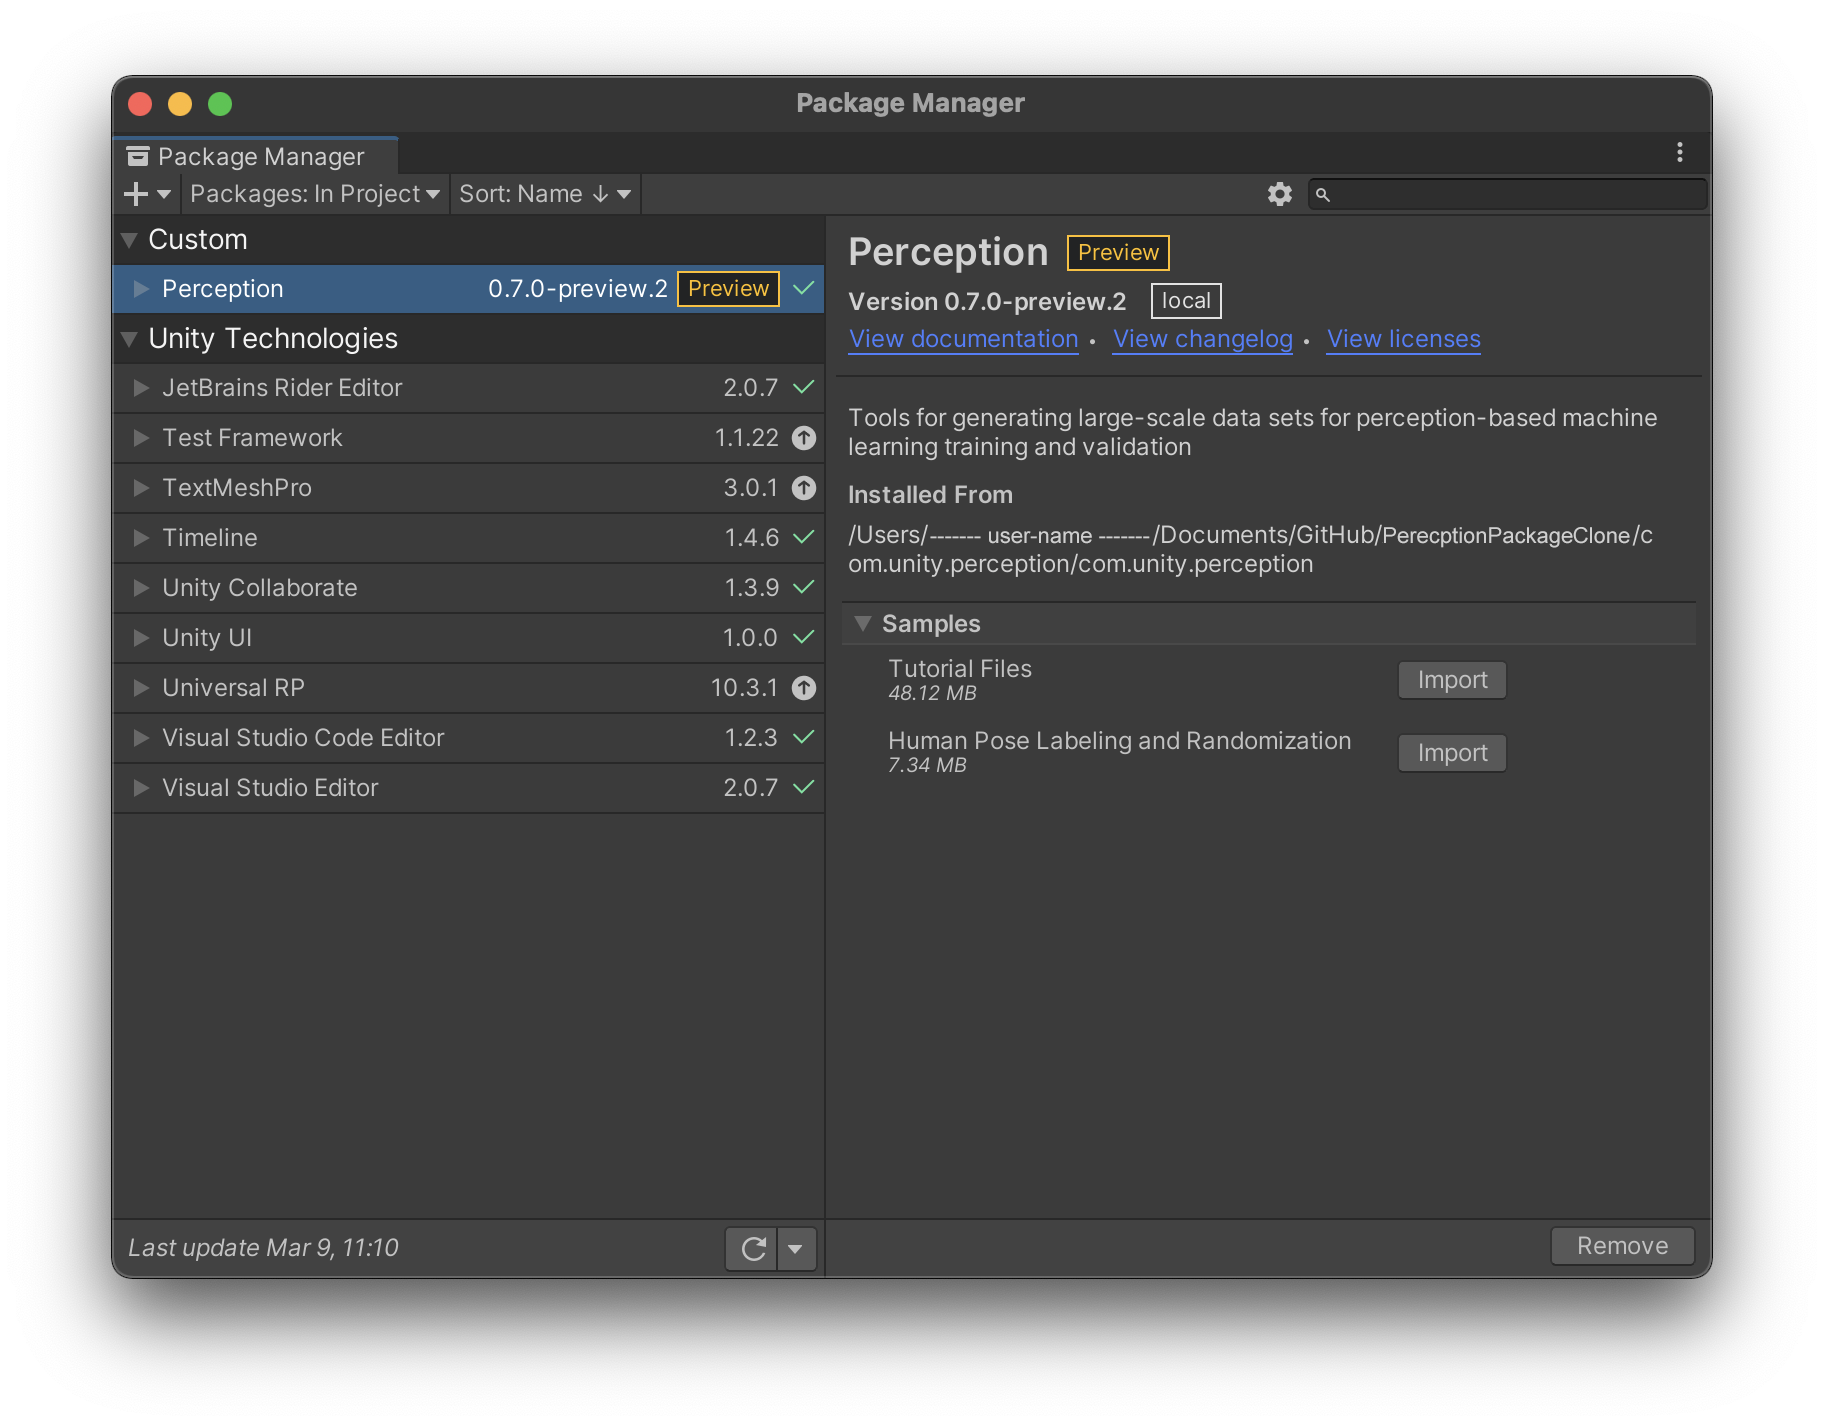 Package Manager
Package Manager
Packages: In Project
Sort: Name ↓
Custom
Perception 0.7.0-preview.2 Preview
Unity Technologies
JetBrains Rider Editor 2.0.7
Test Framework 1.1.22
TextMeshPro 3.0.1
Timeline 1.4.6
Unity Collaborate 1.3.9
Unity UI 1.0.0
Universal RP 10.3.1
Visual Studio Code Editor 1.2.3
Visual Studio Editor 2.0.7
Last update Mar 9, 11:10
Perception Preview
Version 0.7.0-preview.2 local
View documentation • View changelog • View licenses
Tools for generating large-scale data sets for perception-based machine
learning training and validation
Installed From
/Users/------- user-name -------/Documents/GitHub/PerecptionPackageClone/c
om.unity.perception/com.unity.perception
Samples
Tutorial Files
48.12 MB
Import
Human Pose Labeling and Randomization
7.34 MB
Import
Remove